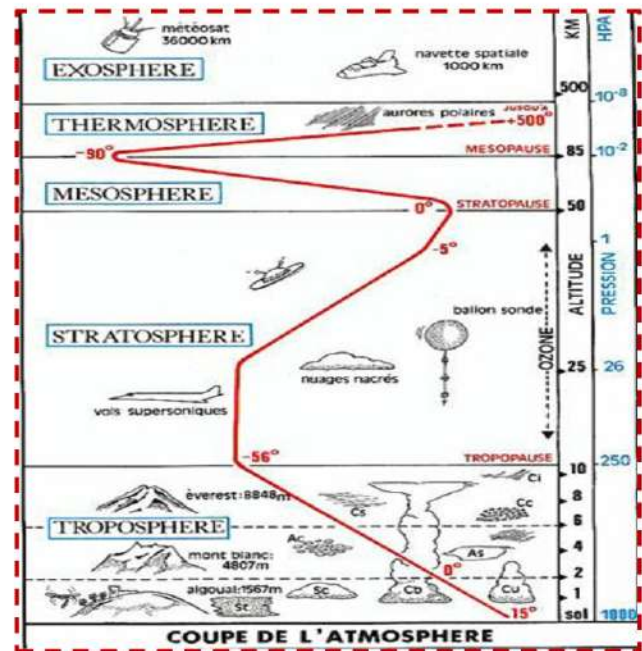 météosat
36000 km
KM
HPA
EXOSPHERE
navette spatiale
1000 km
500
10-8
THERMOSPHERE
aurores polaires
JUSQU'A
+500°
-90°
MESOPAUSE
85
10-2
MESOSPHERE
0°
STRATOPAUSE
50
-5°
1
ALTITUDE
PRESSION
ballon sonde
OZONE
STRATOSPHERE
nuages nacrés
25
26
vols supersoniques
-56°
TROPOPAUSE
250
10
Ci
everest: 8848m
Cs
8
Cc
TROPOSPHERE
6
Ac
mont blanc:
4807m
As
4
0°
2
algoual: 1567m
St
Sc
Cb
Cu
1
15°
sol
1000
COUPE DE L'ATMOSPHERE